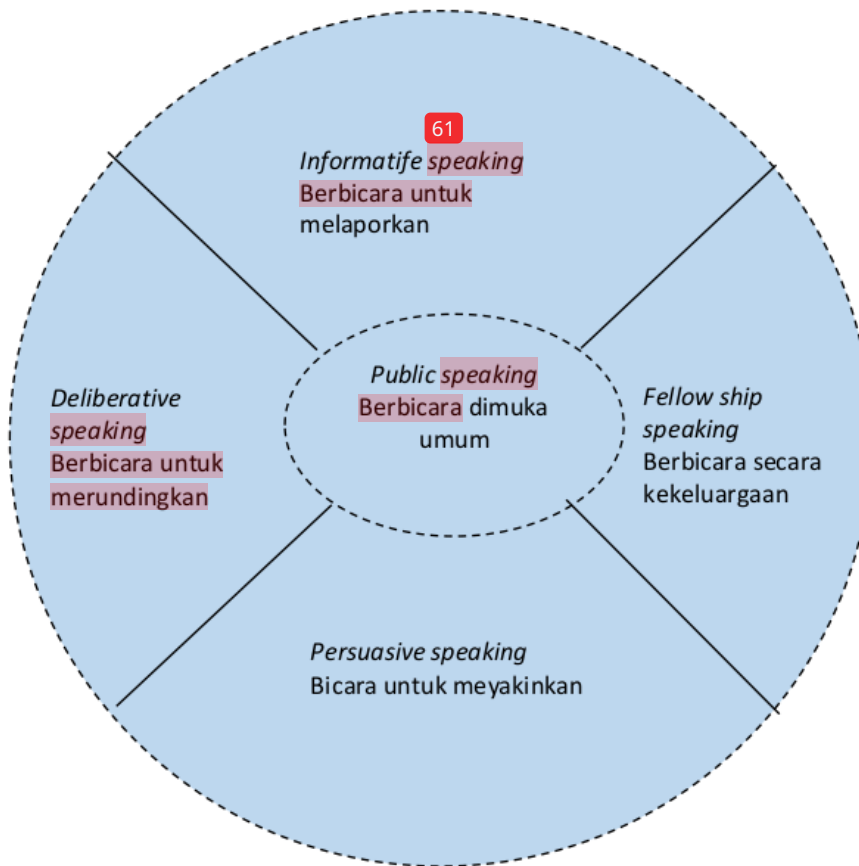 61
Informatife speaking
Berbicara untuk
melaporkan
Public speaking
Berbicara dimuka
umum
Deliberative
speaking
Berbicara untuk
merundingkan
Fellow ship
speaking
Berbicara secara
kekeluargaan
Persuasive speaking
Bicara untuk meyakinkan